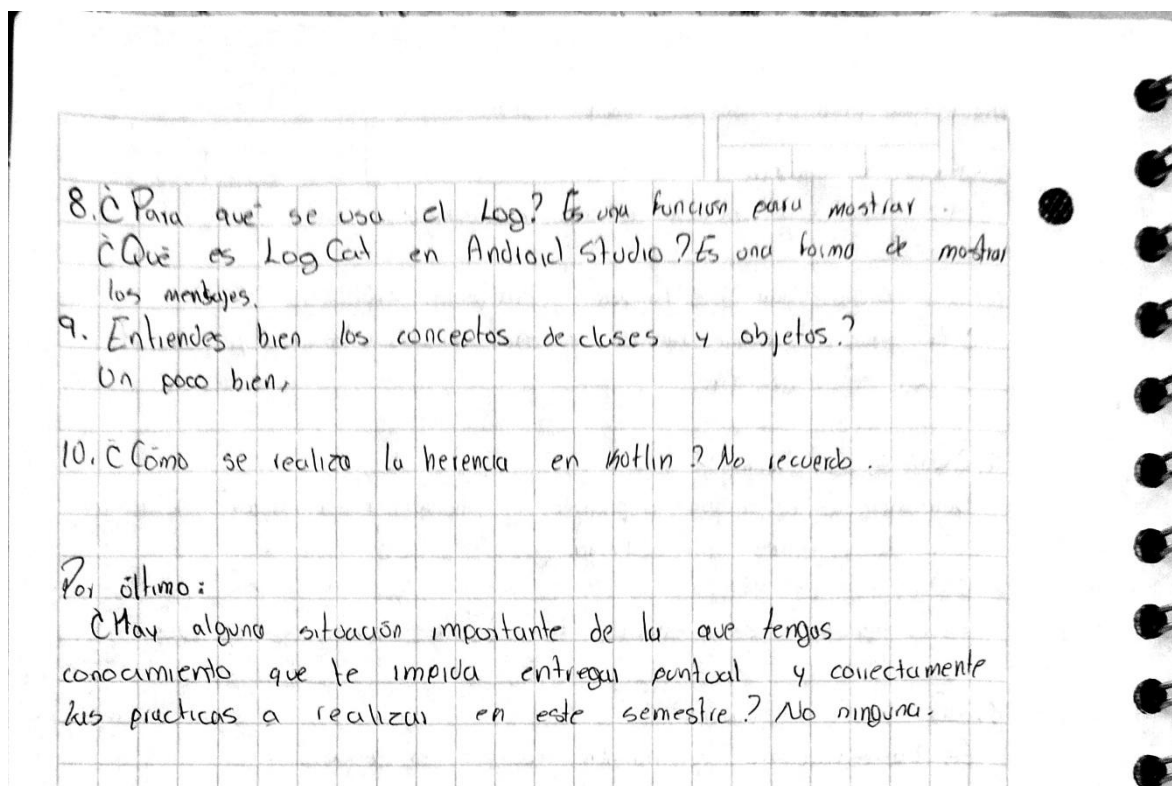 8. ¿Para que se usa el Log? Es una función para mostrar.
¿Qué es LogCat en Android Studio? Es una forma de mostrar
los mensajes.
9. Entiendes bien los conceptos de clases y objetos?
Un poco bien.
10. ¿Cómo se realiza la herencia en Kotlin? No recuerdo.
Por último:
¿Hay alguna situación importante de la que tengas
conocamiento que te impida entregar puntual y correctamente
las practicas a realizar en este semestre? No ninguna.